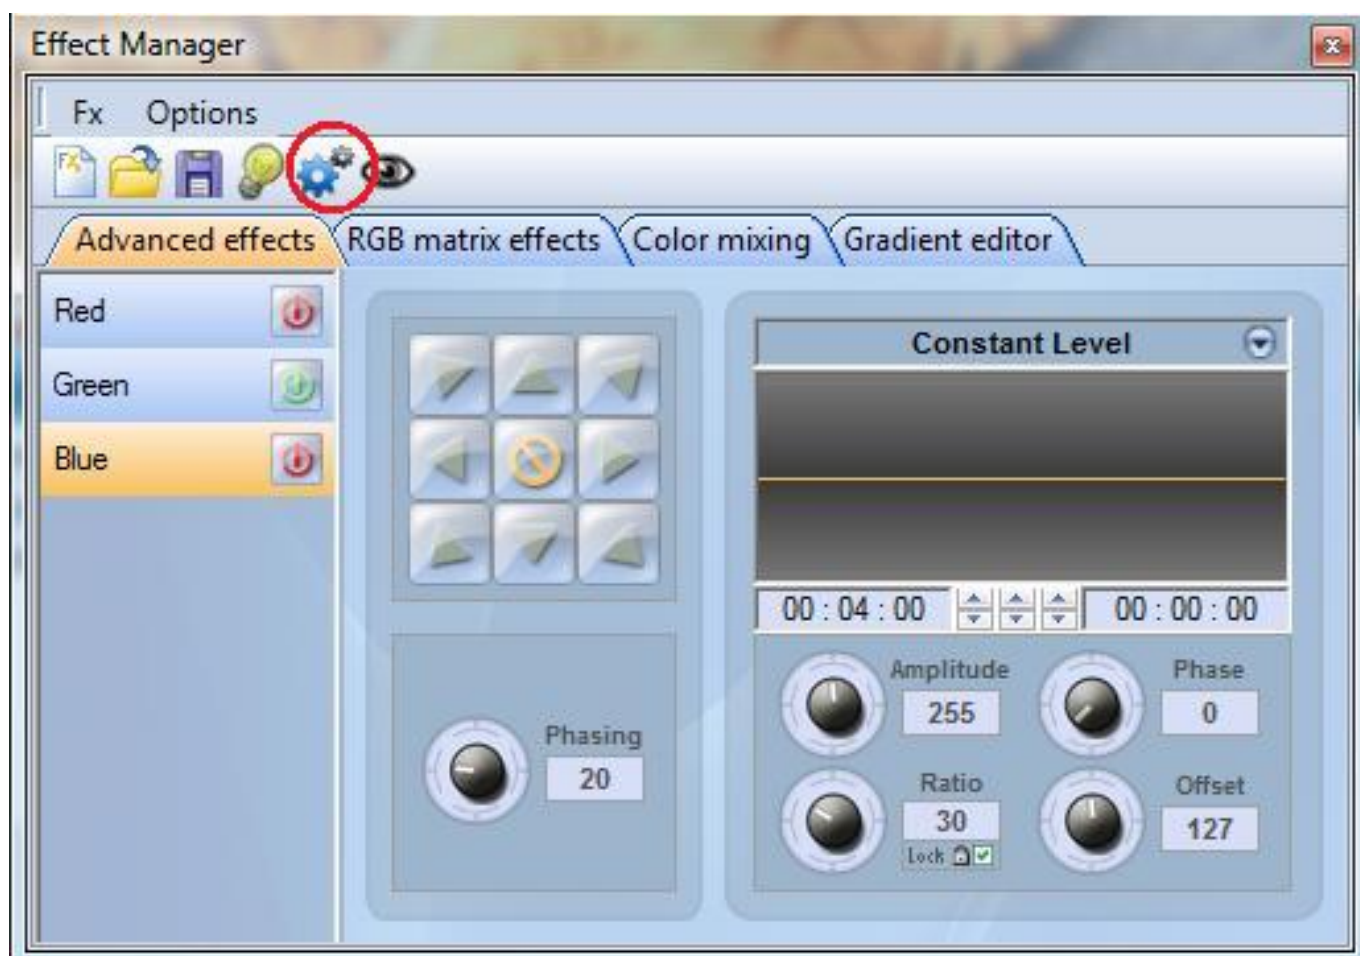 Effect Manager
Fx Options
FX
Advanced effects RGB matrix effects Color mixing Gradient editor
Red
Green
Blue
Constant Level
00 : 04 : 00 00 : 00 : 00
Phasing
20
Amplitude
255
Phase
0
Ratio
30
Lock
Offset
127